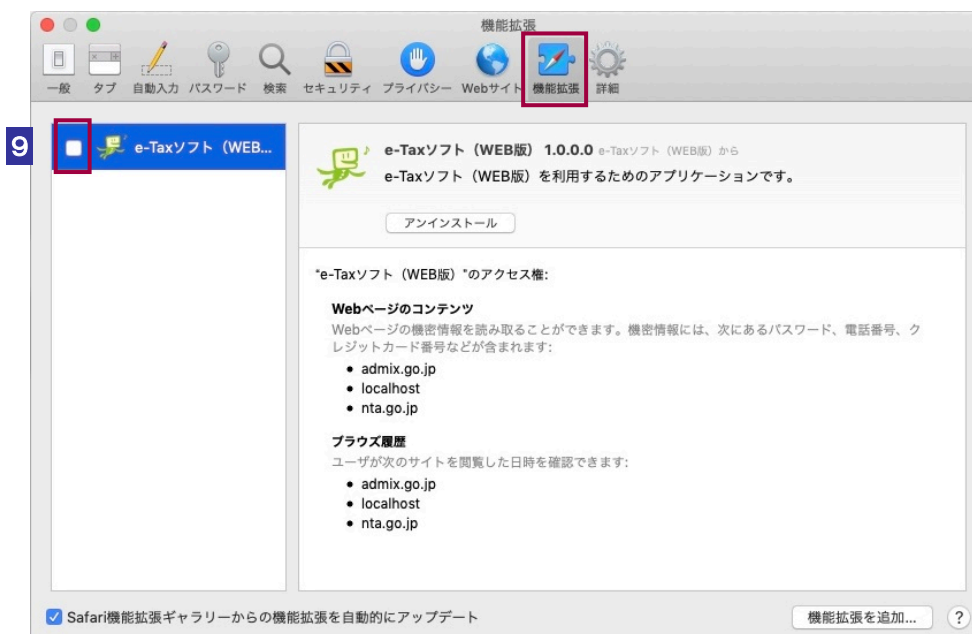 機能拡張
一般 タブ 自動入力 パスワード 検索 セキュリティ プライバシー Webサイト 機能拡張 詳細
9
e-Taxソフト（WEB...
e-Taxソフト（WEB版）1.0.0.0 e-Taxソフト（WEB版）から
e-Taxソフト（WEB版）を利用するためのアプリケーションです。
アンインストール
"e-Taxソフト（WEB版）"のアクセス権:
Webページのコンテンツ
Webページの機密情報を読み取ることができます。機密情報には、次にあるパスワード、電話番号、ク
レジットカード番号などが含まれます:
• admix.go.jp
• localhost
• nta.go.jp
ブラウズ履歴
ユーザが次のサイトを閲覧した日時を確認できます:
• admix.go.jp
• localhost
• nta.go.jp
Safari機能拡張ギャラリーからの機能拡張を自動的にアップデート
機能拡張を追加... ?